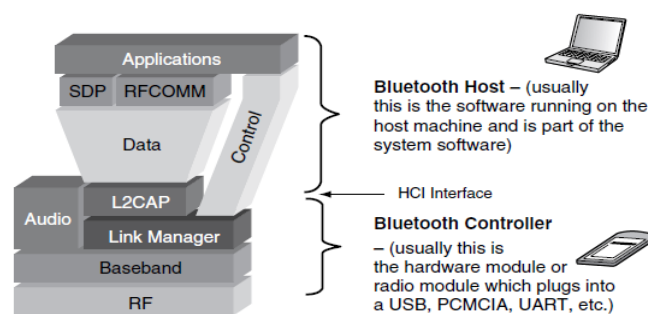 Applications
SDP
RFCOMM
Data
Control
Audio
L2CAP
Link Manager
Baseband
RF
Bluetooth Host – (usually
this is the software running on the
host machine and is part of the
system software)
HCI Interface
Bluetooth Controller
– (usually this is
the hardware module or
radio module which plugs into
a USB, PCMCIA, UART, etc.)